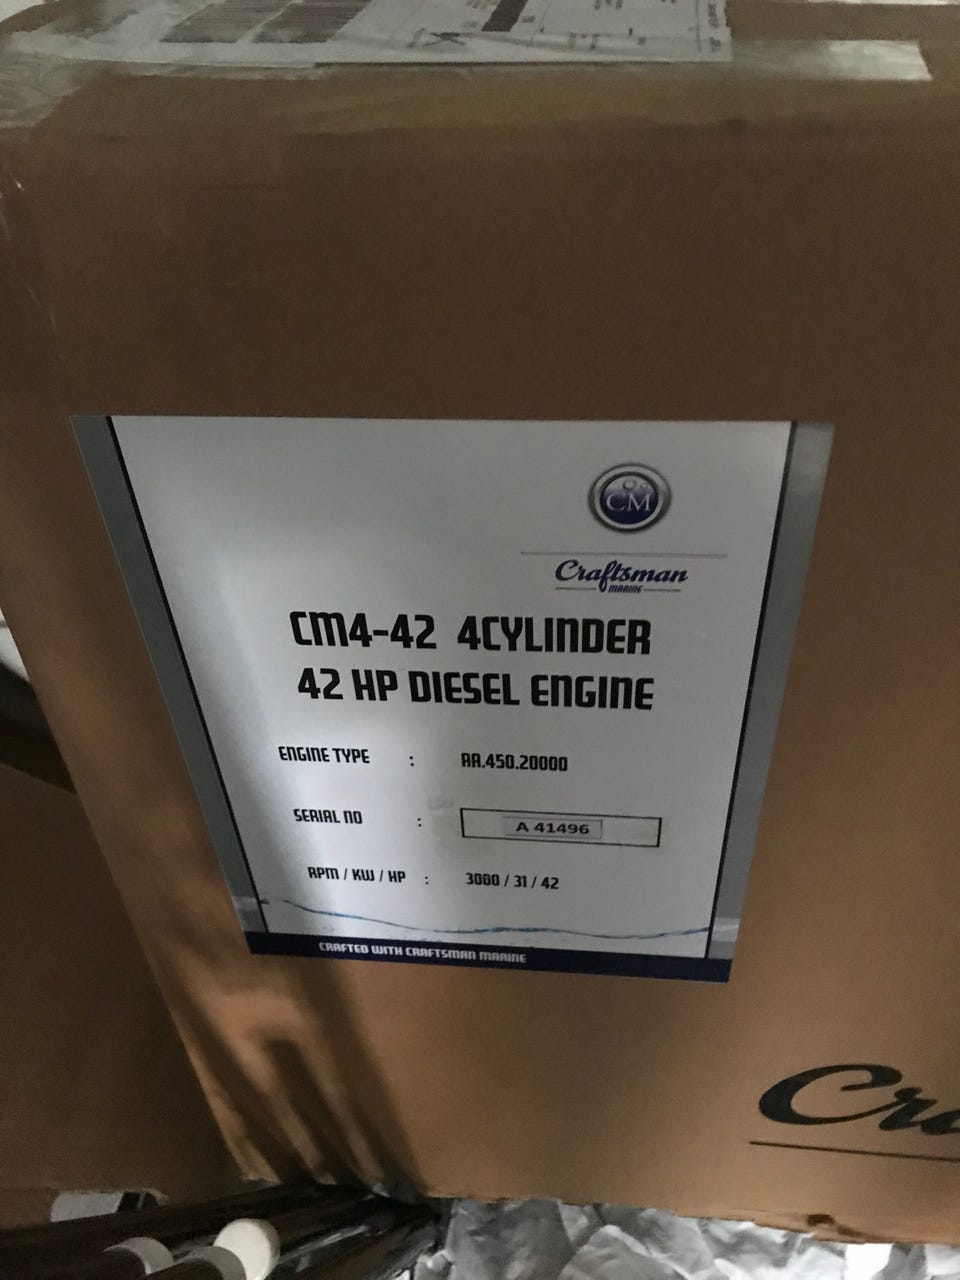 CM
Craftsman
MARINE
CM4-42 4CYLINDER
42 HP DIESEL ENGINE
ENGINE TYPE : AA.450.20000
SERIAL NO : A 41496
RPM / KW / HP : 3000 / 31 / 42
CRAFTED WITH CRAFTSMAN MARINE
Cra